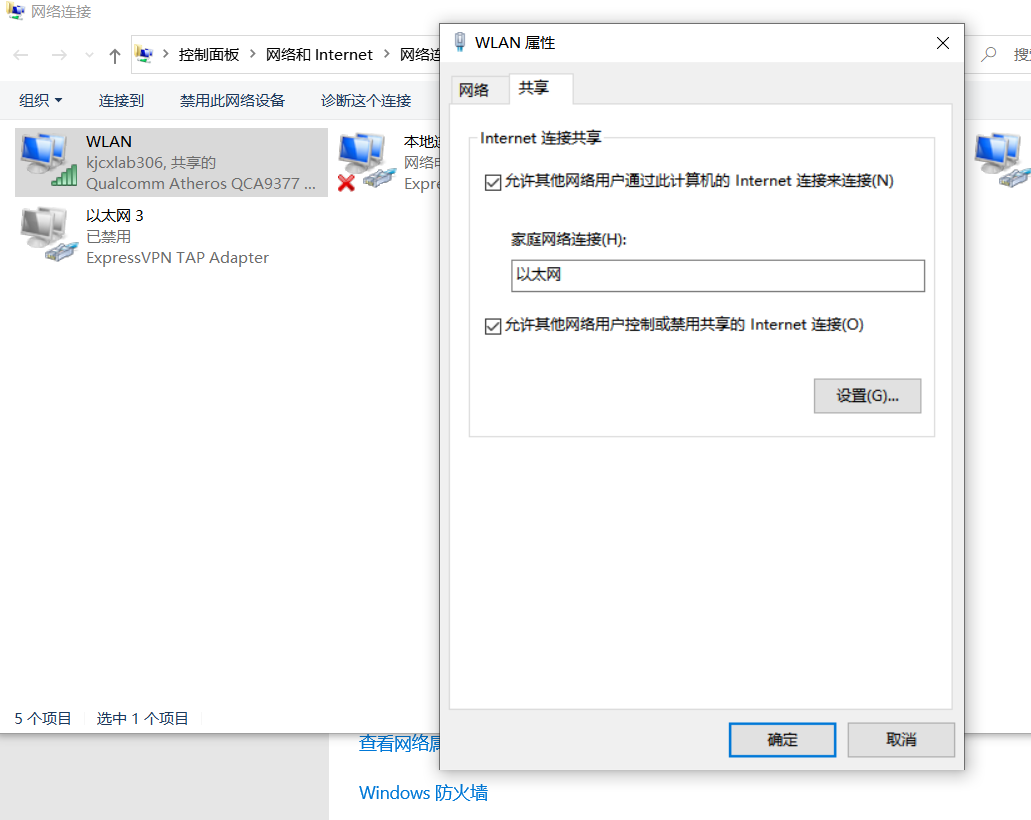 网络连接
控制面板 网络和 Internet 网络连
组织 连接到 禁用此网络设备 诊断这个连接
WLAN
kjcxlab306, 共享的
Qualcomm Atheros QCA9377 ...
以太网 3
已禁用
ExpressVPN TAP Adapter
本地
网络
Expre
5 个项目 选中 1 个项目
查看网络
Windows 防火墙
WLAN 属性
网络 共享
Internet 连接共享
允许其他网络用户通过此计算机的 Internet 连接来连接(N)
家庭网络连接(H):
以太网
允许其他网络用户控制或禁用共享的 Internet 连接(O)
设置(G)...
确定 取消